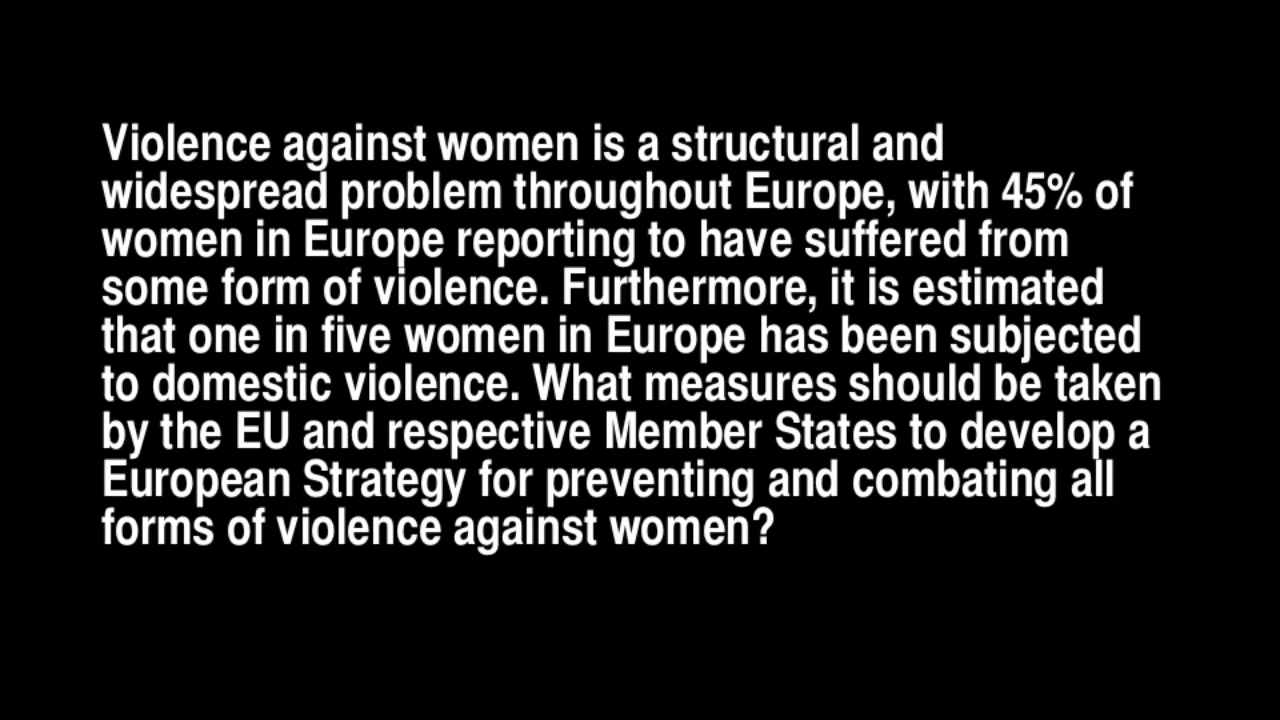 Violence against women is a structural and
widespread problem throughout Europe, with 45% of
women in Europe reporting to have suffered from
some form of violence. Furthermore, it is estimated
that one in five women in Europe has been subjected
to domestic violence. What measures should be taken
by the EU and respective Member States to develop a
European Strategy for preventing and combating all
forms of violence against women?